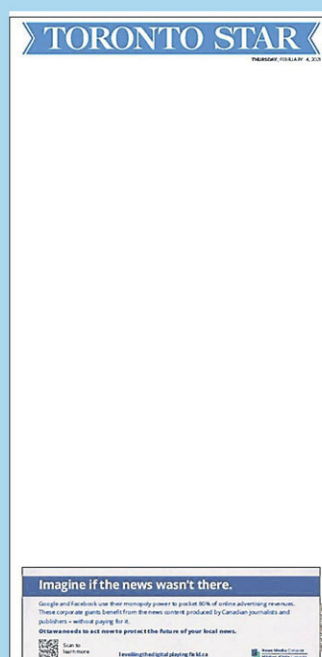 TORONTO STAR
THURSDAY, FEBRUARY 4, 2021
Imagine if the news wasn't there.
Google and Facebook use their monopoly power to pocket 80% of online advertising revenues.
These corporate giants benefit from the news content produced by Canadian journalists and
publishers – without paying for it.
Ottawa needs to act now to protect the future of your local news.
Scan to
learn more
levellingthedigitalplayingfield.ca
News Media Canada